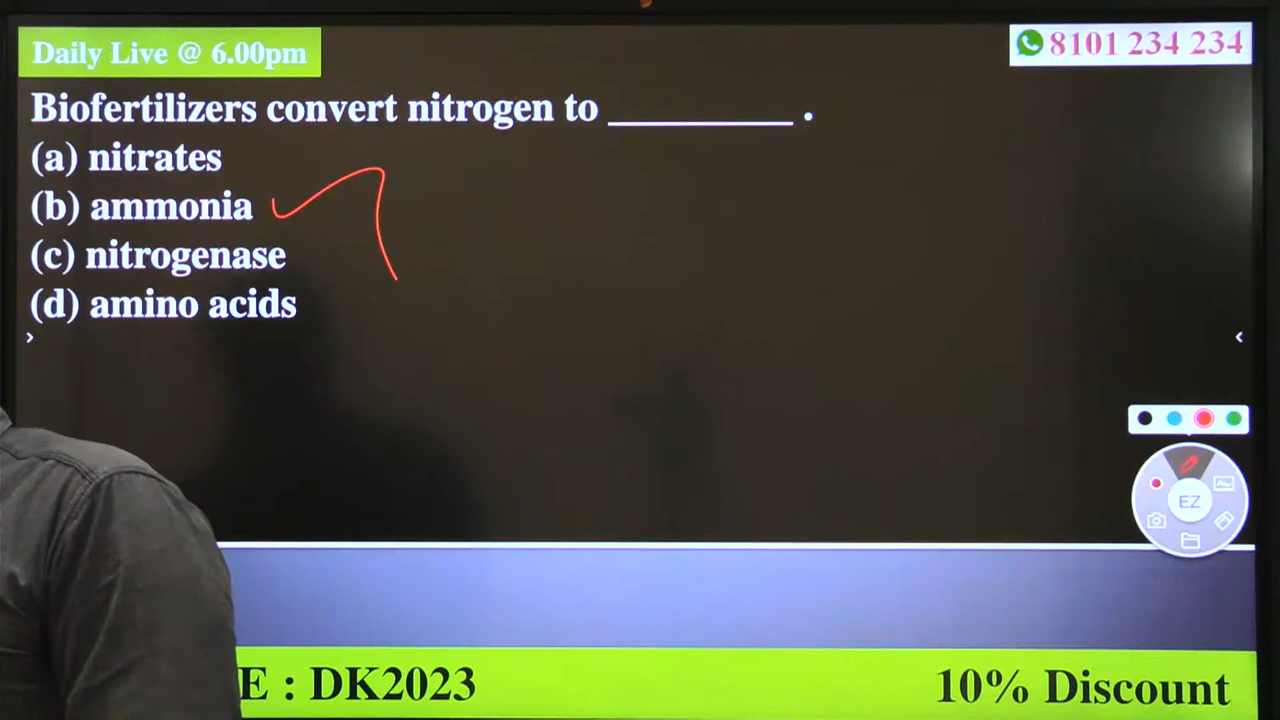 Daily Live @ 6.00pm
8101 234 234
Biofertilizers convert nitrogen to _________ .
(a) nitrates
(b) ammonia
(c) nitrogenase
(d) amino acids
EZ
E : DK2023
10% Discount